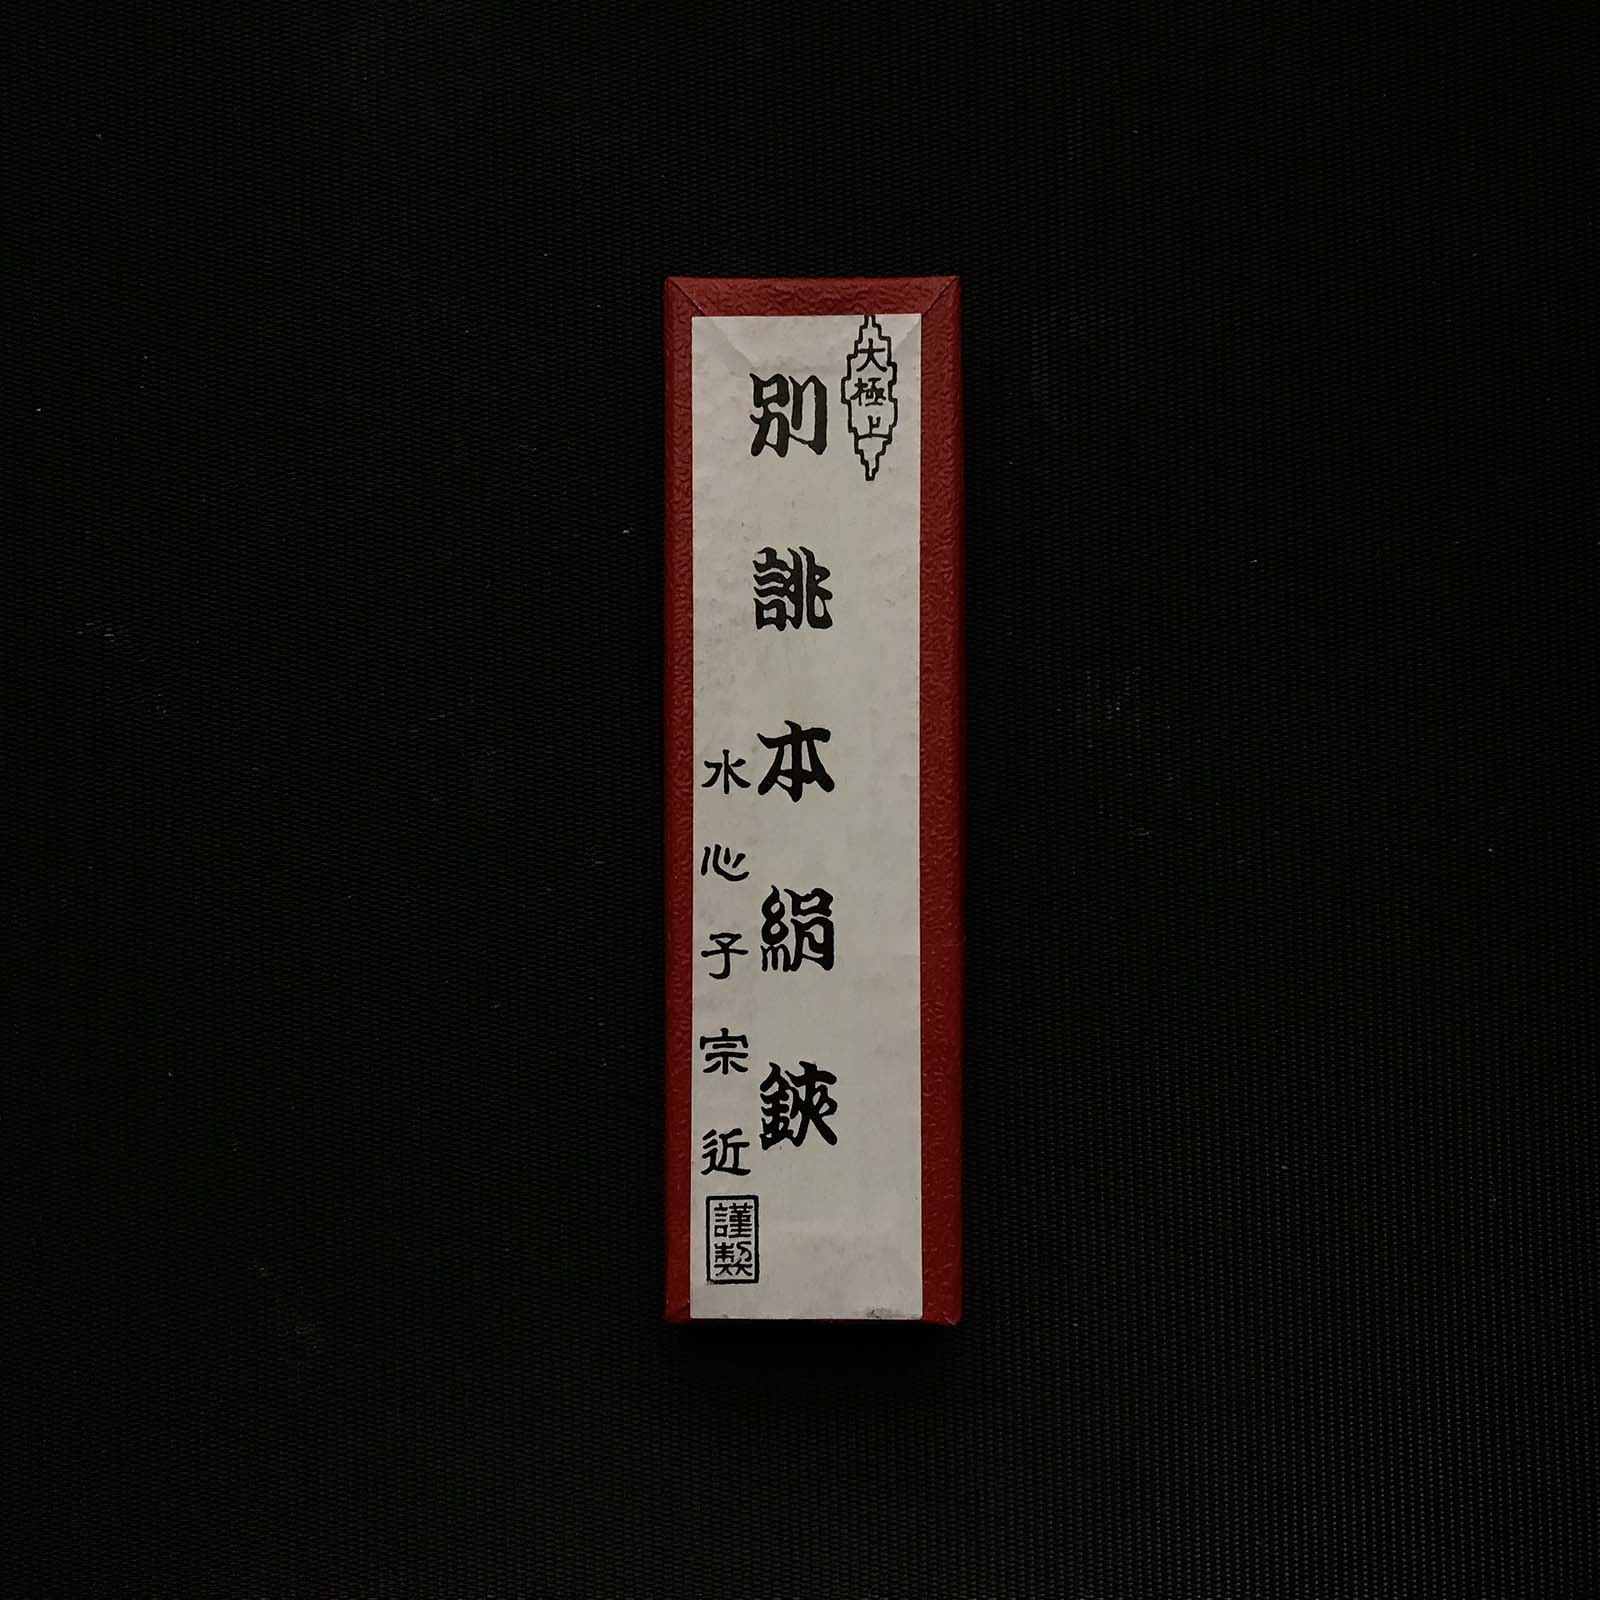 大極上
別誂本絹鋏
水心子宗近
謹製